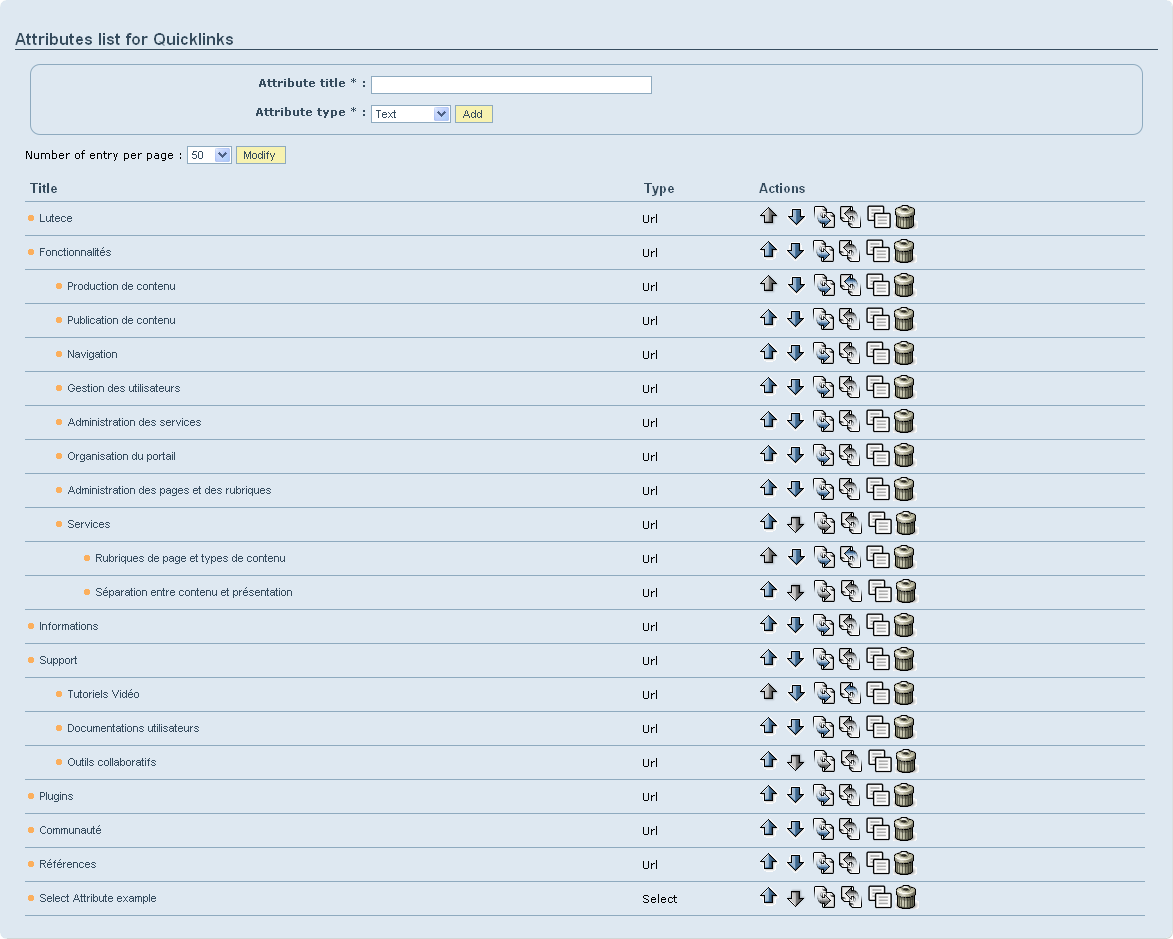 Attributes list for Quicklinks
Attribute title * :
Attribute type * : Text Add
Number of entry per page : 50 Modify
Title Type Actions
Lutece Url
Fonctionnalités Url
Production de contenu Url
Publication de contenu Url
Navigation Url
Gestion des utilisateurs Url
Administration des services Url
Organisation du portail Url
Administration des pages et des rubriques Url
Services Url
Rubriques de page et types de contenu Url
Séparation entre contenu et présentation Url
Informations Url
Support Url
Tutoriels Vidéo Url
Documentations utilisateurs Url
Outils collaboratifs Url
Plugins Url
Communauté Url
Références Url
Select Attribute example Select